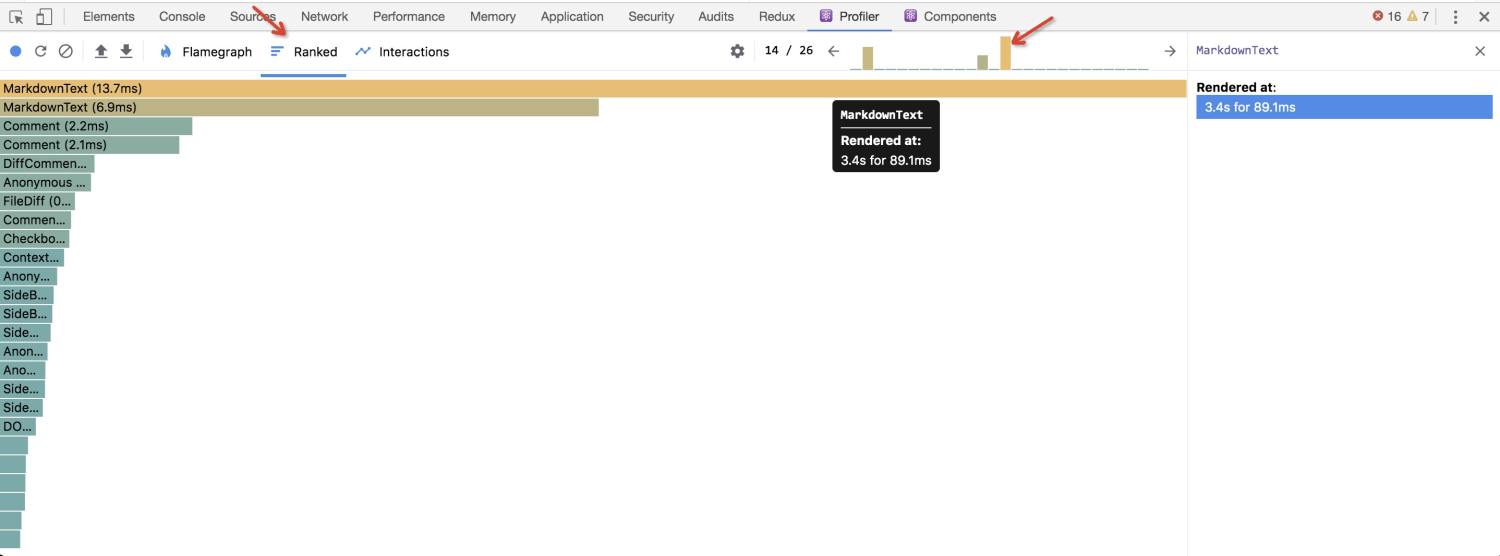 Elements Console Sources Network Performance Memory Application Security Audits Redux Profiler Components 16 7
Flamegraph Ranked Interactions 14 / 26 MarkdownText
MarkdownText (13.7ms)
MarkdownText (6.9ms)
Comment (2.2ms)
Comment (2.1ms)
DiffCommen...
Anonymous ...
FileDiff (0...
Commen...
Checkbo...
Context...
Anony...
SideB...
SideB...
Side...
Anon...
Ano...
Side...
Side...
DO...
MarkdownText
Rendered at:
3.4s for 89.1ms
Rendered at:
3.4s for 89.1ms